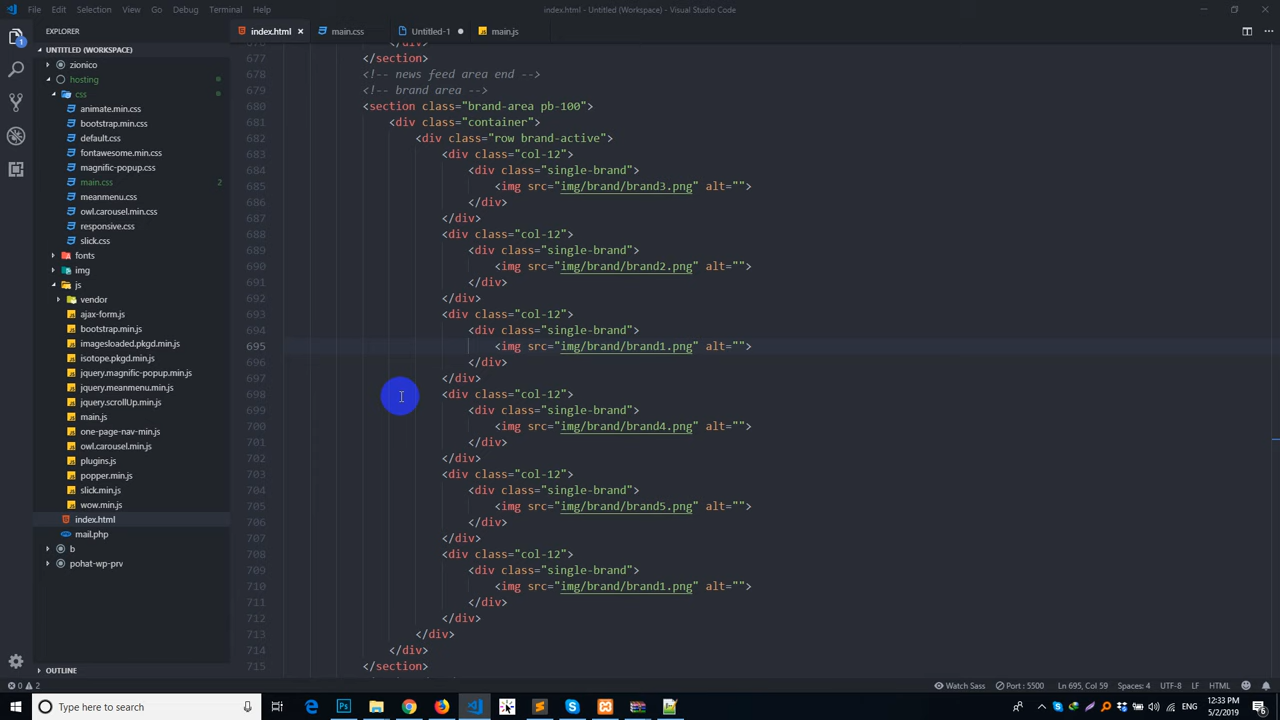 File Edit Selection View Go Debug Terminal Help
index.html - Untitled (Workspace) - Visual Studio Code
EXPLORER
index.html × main.css Untitled-1 main.js
UNTITLED (WORKSPACE)
zionico
hosting
css
animate.min.css
bootstrap.min.css
default.css
fontawesome.min.css
magnific-popup.css
main.css 2
meanmenu.css
owl.carousel.min.css
responsive.css
slick.css
fonts
img
js
vendor
ajax-form.js
bootstrap.min.js
imagesloaded.pkgd.min.js
isotope.pkgd.min.js
jquery.magnific-popup.min.js
jquery.meanmenu.min.js
jquery.scrollUp.min.js
main.js
one-page-nav-min.js
owl.carousel.min.js
plugins.js
popper.min.js
slick.min.js
wow.min.js
index.html
mail.php
b
pohat-wp-prv
OUTLINE
676 </div>
677 </section>
678 <!-- news feed area end -->
679 <!-- brand area -->
680 <section class="brand-area pb-100">
681 <div class="container">
682 <div class="row brand-active">
683 <div class="col-12">
684 <div class="single-brand">
685 <img src="img/brand/brand3.png" alt="">
686 </div>
687 </div>
688 <div class="col-12">
689 <div class="single-brand">
690 <img src="img/brand/brand2.png" alt="">
691 </div>
692 </div>
693 <div class="col-12">
694 <div class="single-brand">
695 <img src="img/brand/brand1.png" alt="">
696 </div>
697 </div>
698 <div class="col-12">
699 <div class="single-brand">
700 <img src="img/brand/brand4.png" alt="">
701 </div>
702 </div>
703 <div class="col-12">
704 <div class="single-brand">
705 <img src="img/brand/brand5.png" alt="">
706 </div>
707 </div>
708 <div class="col-12">
709 <div class="single-brand">
710 <img src="img/brand/brand1.png" alt="">
711 </div>
712 </div>
713 </div>
714 </div>
715 </section>
0 2 Watch Sass Port : 5500 Ln 695, Col 59 Spaces: 4 UTF-8 LF HTML
Type here to search
ENG
12:33 PM
5/2/2019